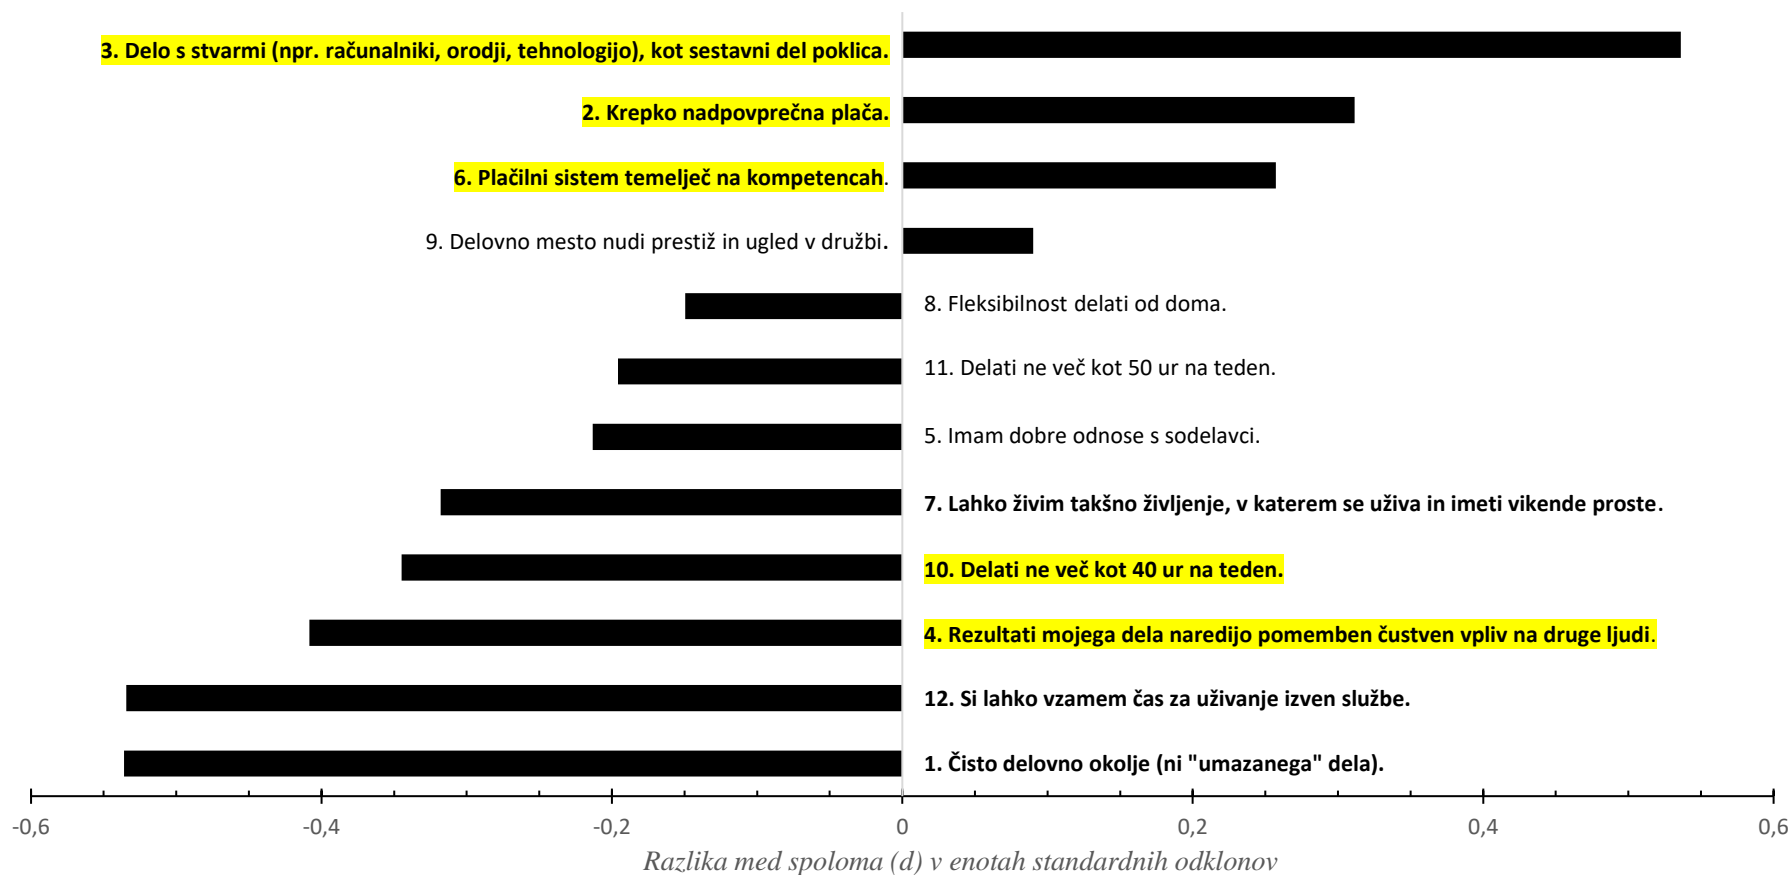 3. Delo s stvarmi (npr. računalniki, orodji, tehnologijo), kot sestavni del poklica.
2. Krepko nadpovprečna plača.
6. Plačilni sistem temelječ na kompetencah.
9. Delovno mesto nudi prestiž in ugled v družbi.
8. Fleksibilnost delati od doma.
11. Delati ne več kot 50 ur na teden.
5. Imam dobre odnose s sodelavci.
7. Lahko živim takšno življenje, v katerem se uživa in imeti vikende proste.
10. Delati ne več kot 40 ur na teden.
4. Rezultati mojega dela naredijo pomemben čustven vpliv na druge ljudi.
12. Si lahko vzamem čas za uživanje izven službe.
1. Čisto delovno okolje (ni "umazanega" dela).
-0,6 -0,4 -0,2 0 0,2 0,4 0,6
Razlika med spoloma (d) v enotah standardnih odklonov